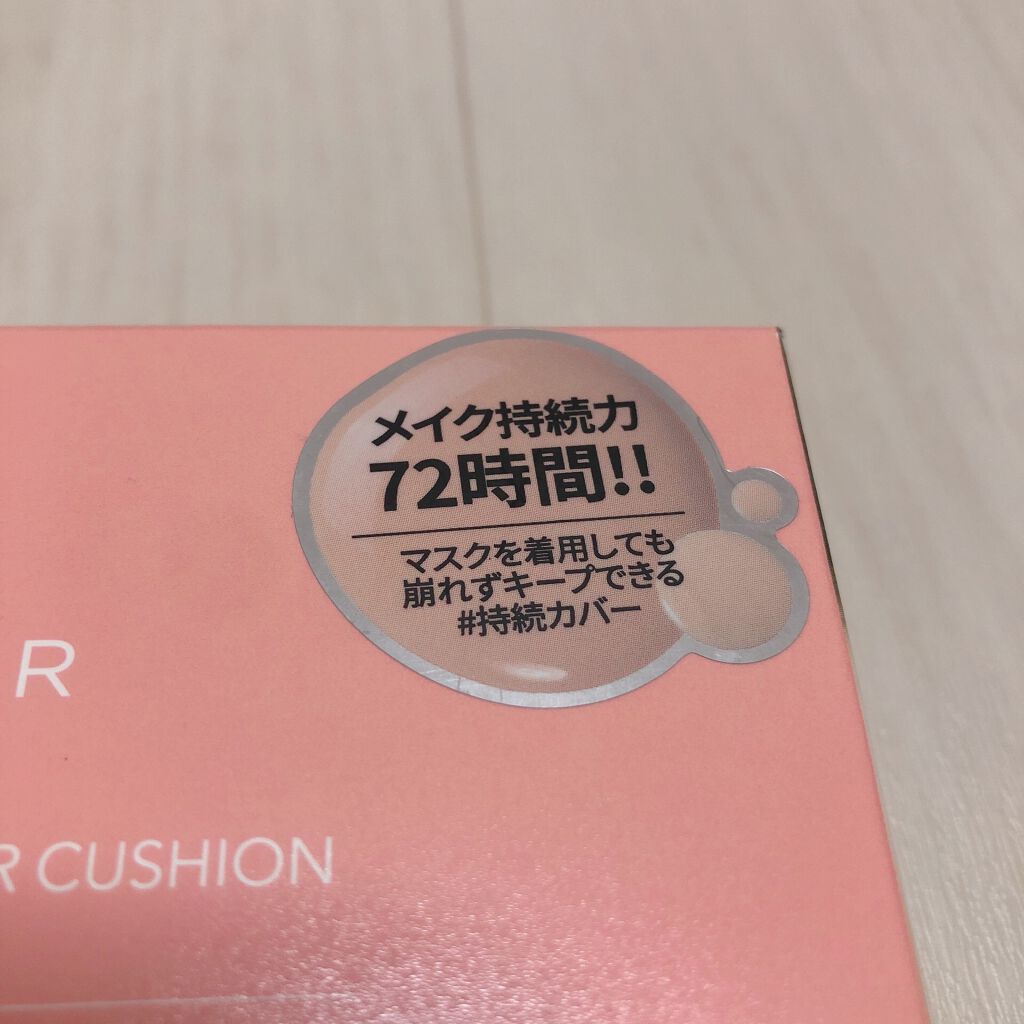 メイク持続力
72時間!!
マスクを着用しても
崩れずキープできる
#持続カバー
R
R CUSHION